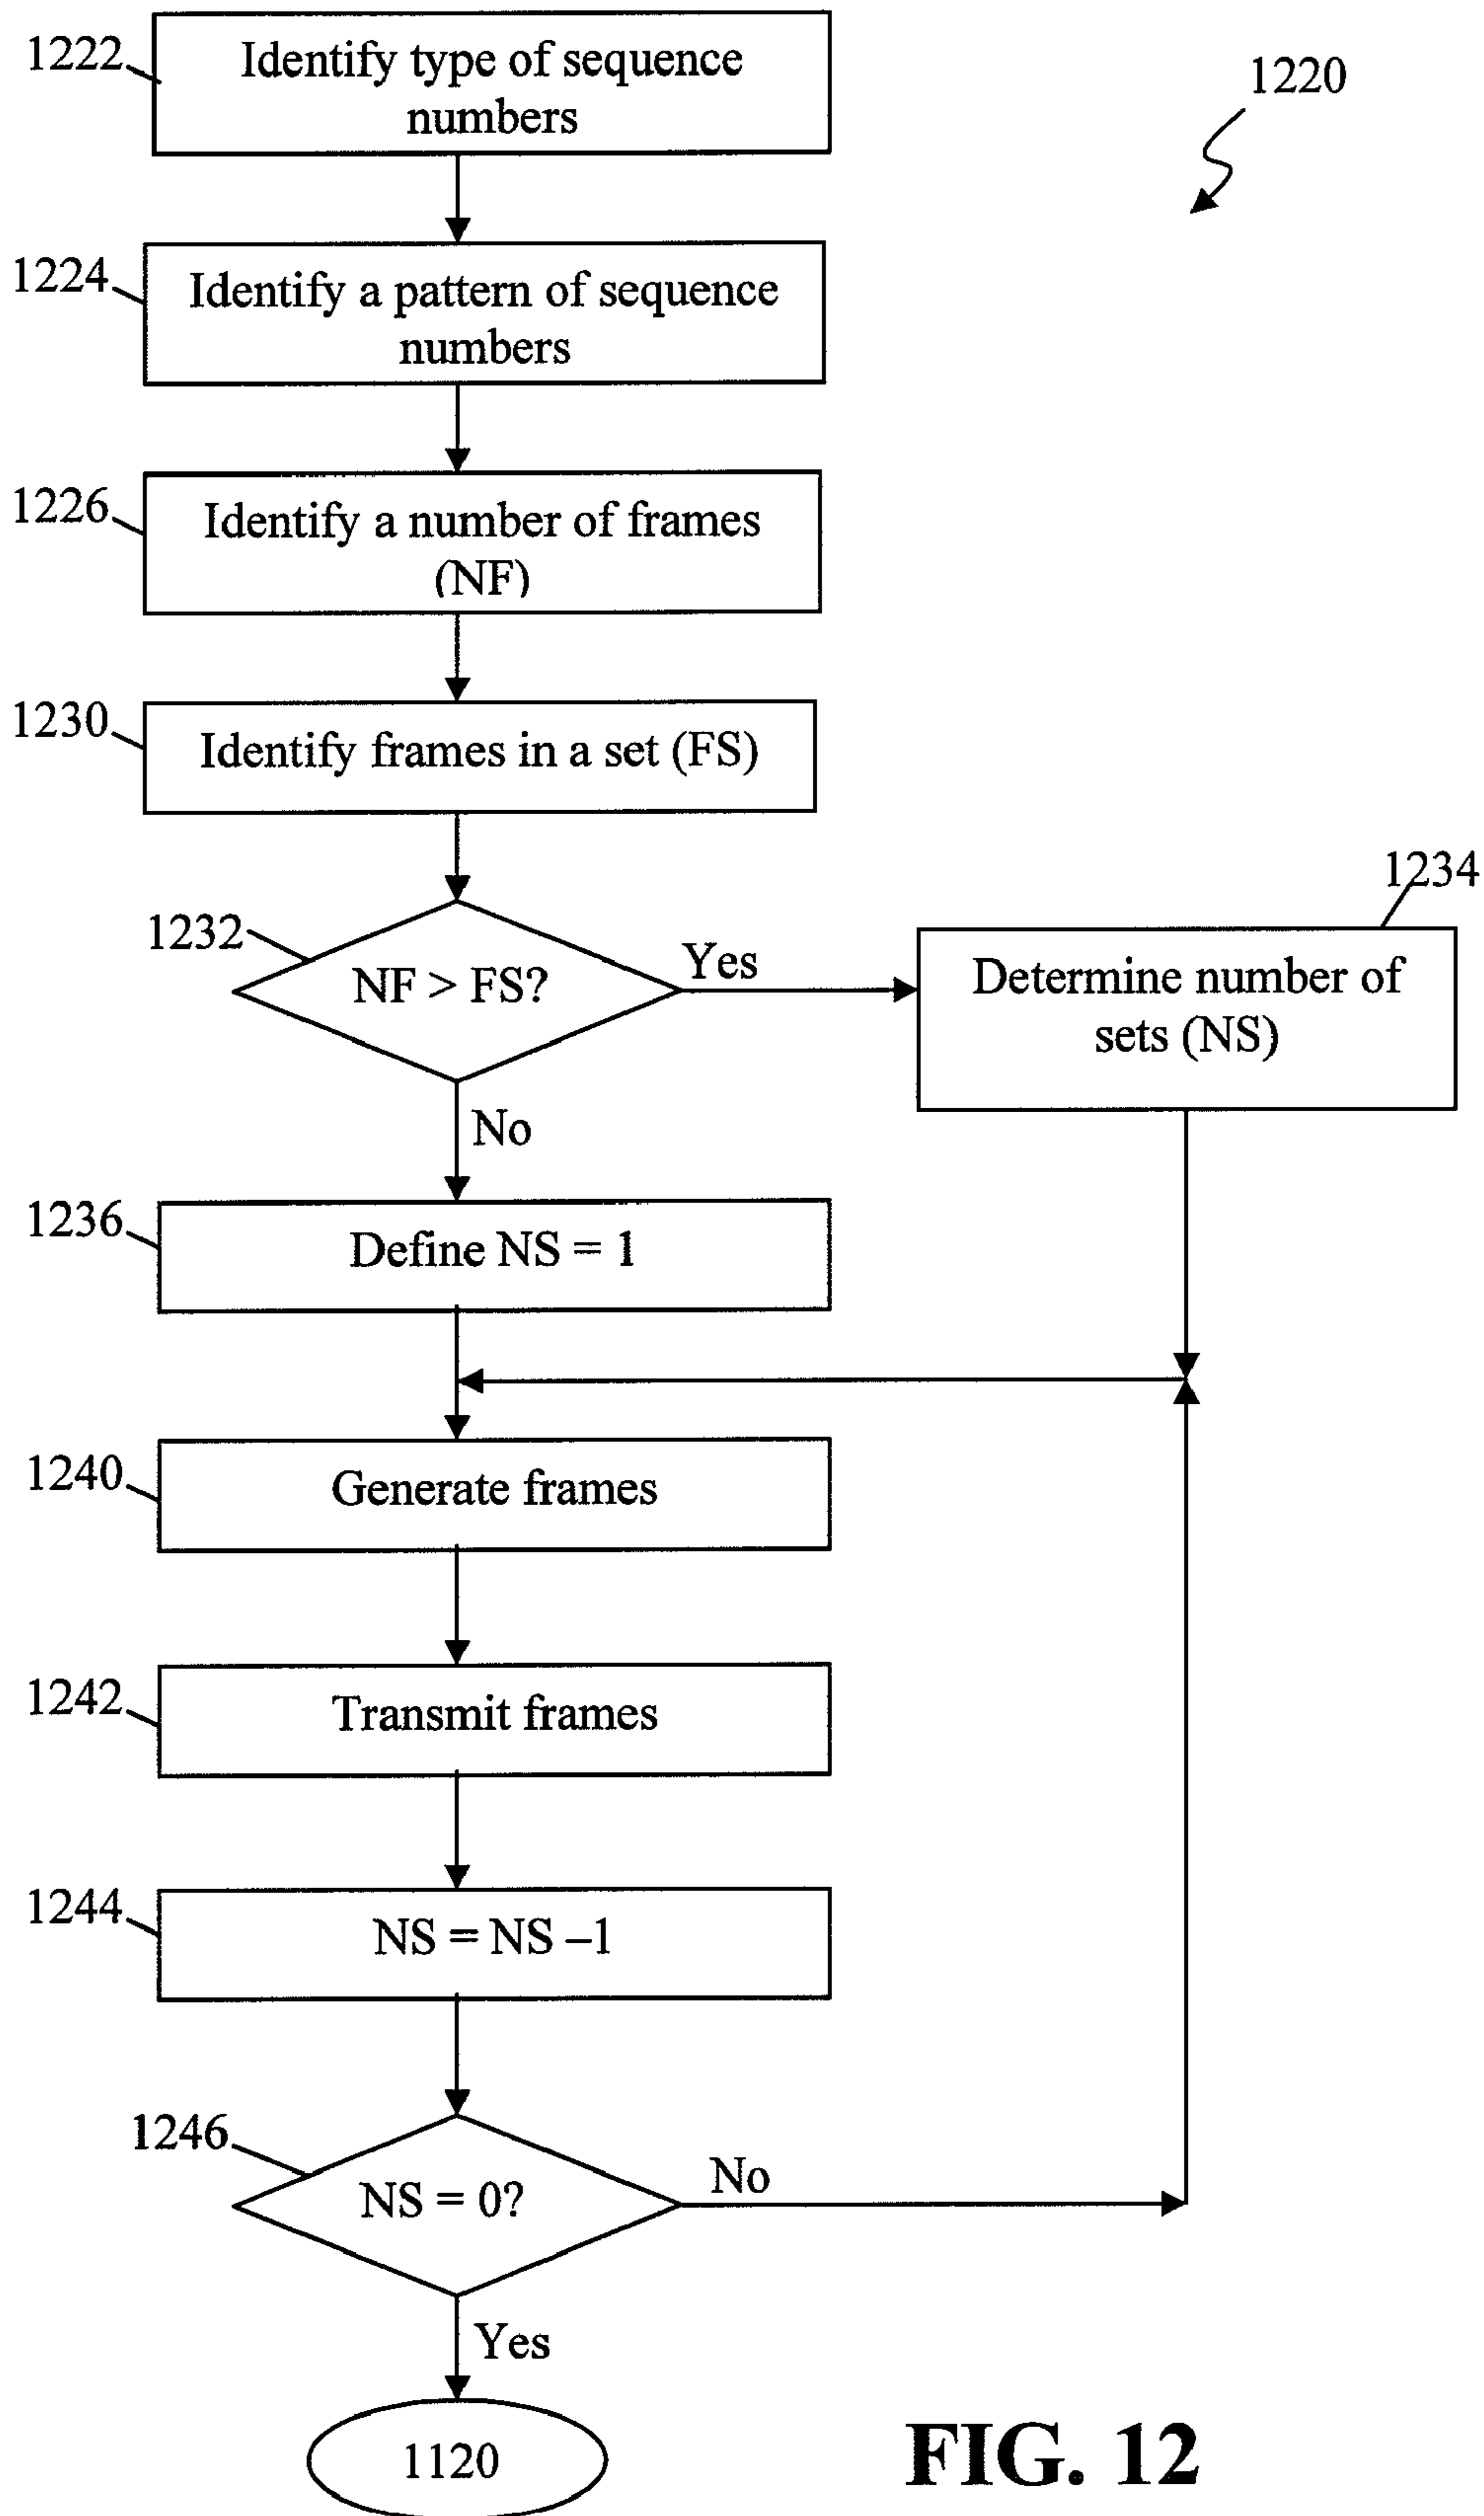 1222
Identify type of sequence
numbers
1220
1224
Identify a pattern of sequence
numbers
1226
Identify a number of frames
(NF)
1230
Identify frames in a set (FS)
1232
NF > FS?
Yes
1234
Determine number of
sets (NS)
No
1236
Define NS = 1
1240
Generate frames
1242
Transmit frames
1244
NS = NS –1
1246
NS = 0?
No
Yes
1120
FIG. 12